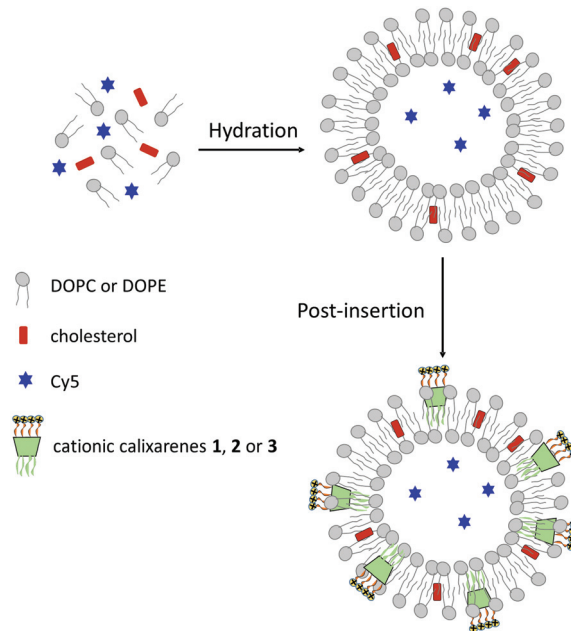 Hydration
DOPC or DOPE
cholesterol
Cy5
cationic calixarenes 1, 2 or 3
Post-insertion